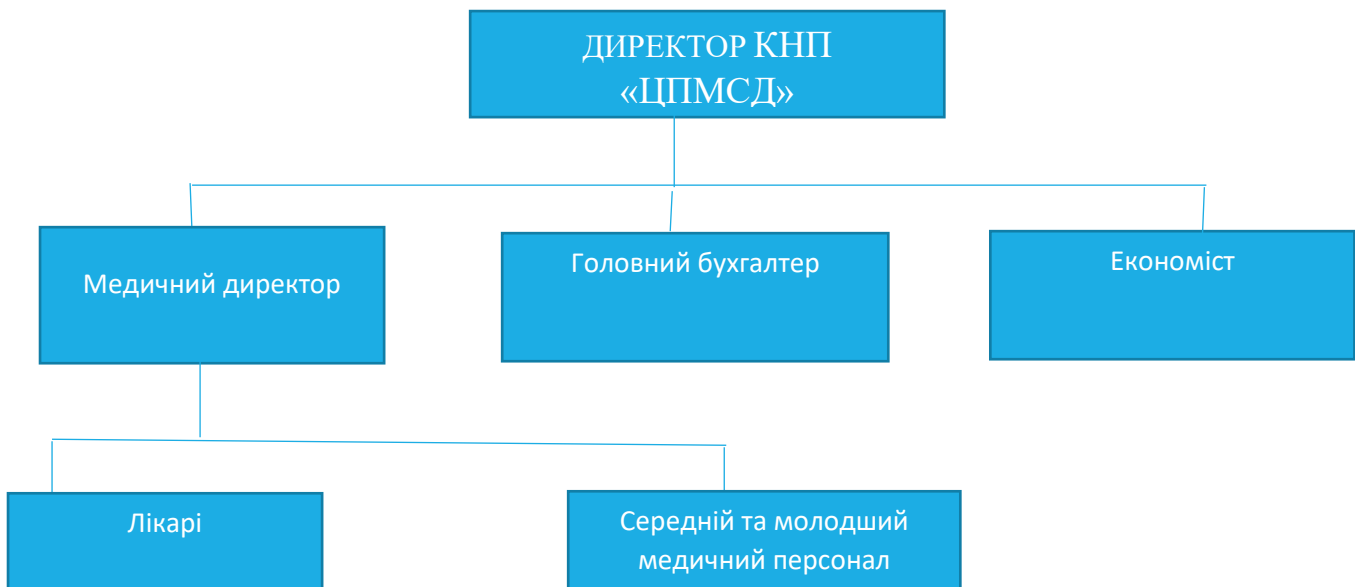 ДИРЕКТОР КНП
«ЦПМСД»
Медичний директор
Головний бухгалтер
Економіст
Лікарі
Середній та молодший
медичний персонал